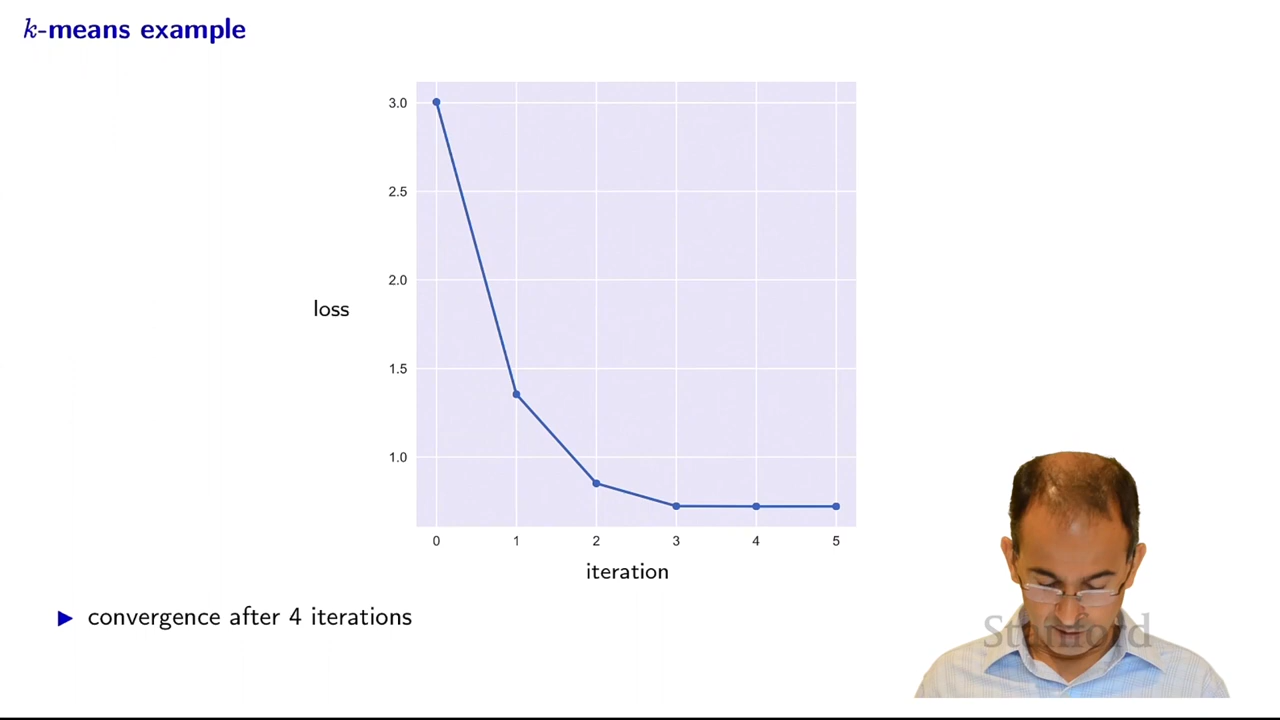 k-means example
3.0
2.5
2.0
loss
1.5
1.0
0 1 2 3 4 5
iteration
▶ convergence after 4 iterations
Stanford